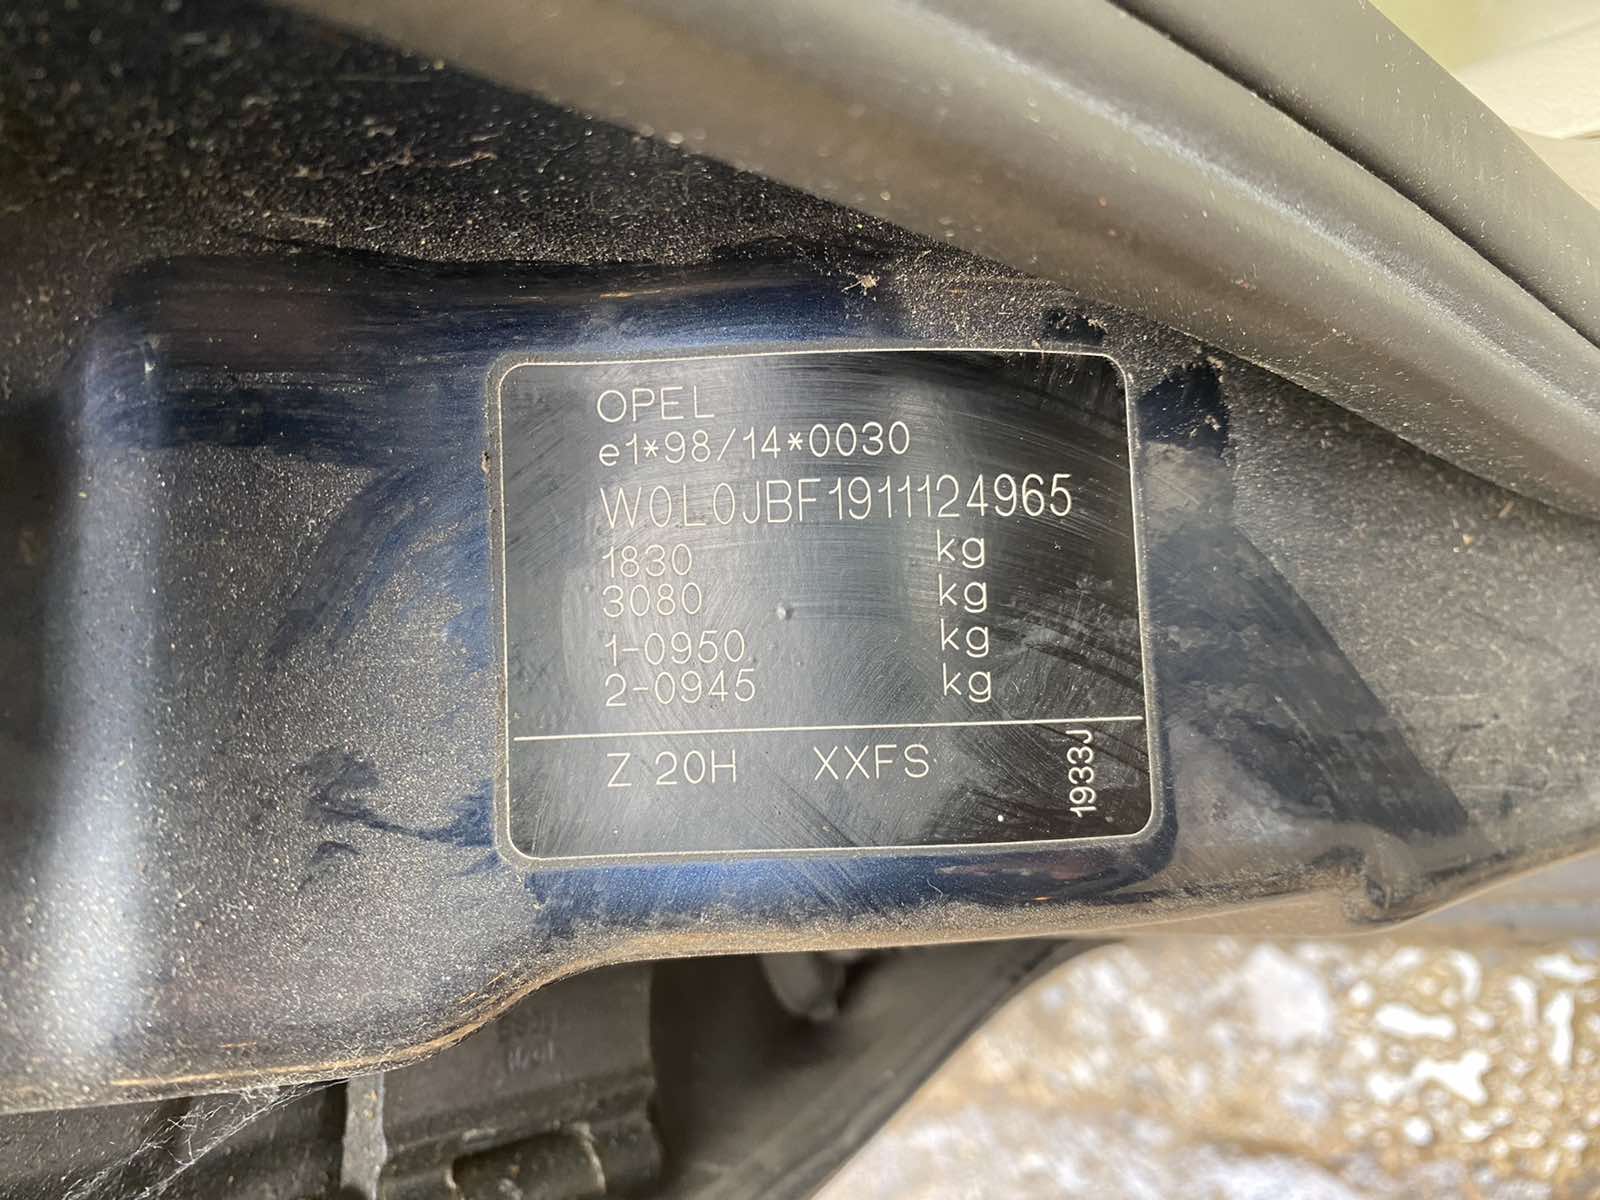 OPEL
e1*98/14*0030
W0L0JBF1911124965
1830 kg
3080 kg
1-0950 kg
2-0945 kg
Z 20H XXFS
1933J